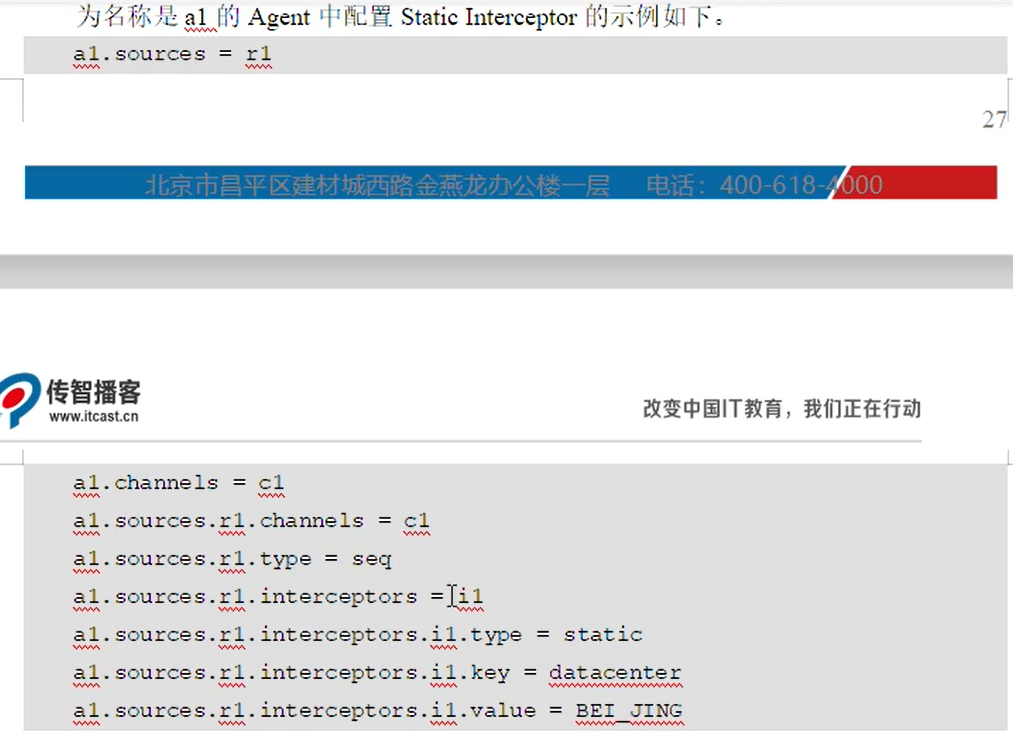 为名称是 a1 的 Agent 中配置 Static Interceptor 的示例如下。
a1.sources = r1
27
北京市昌平区建材城西路金燕龙办公楼一层 电话：400-618-4000
传智播客
www.itcast.cn
改变中国IT教育，我们正在行动
a1.channels = c1
a1.sources.r1.channels = c1
a1.sources.r1.type = seq
a1.sources.r1.interceptors = i1
a1.sources.r1.interceptors.i1.type = static
a1.sources.r1.interceptors.i1.key = datacenter
a1.sources.r1.interceptors.i1.value = BEI_JING